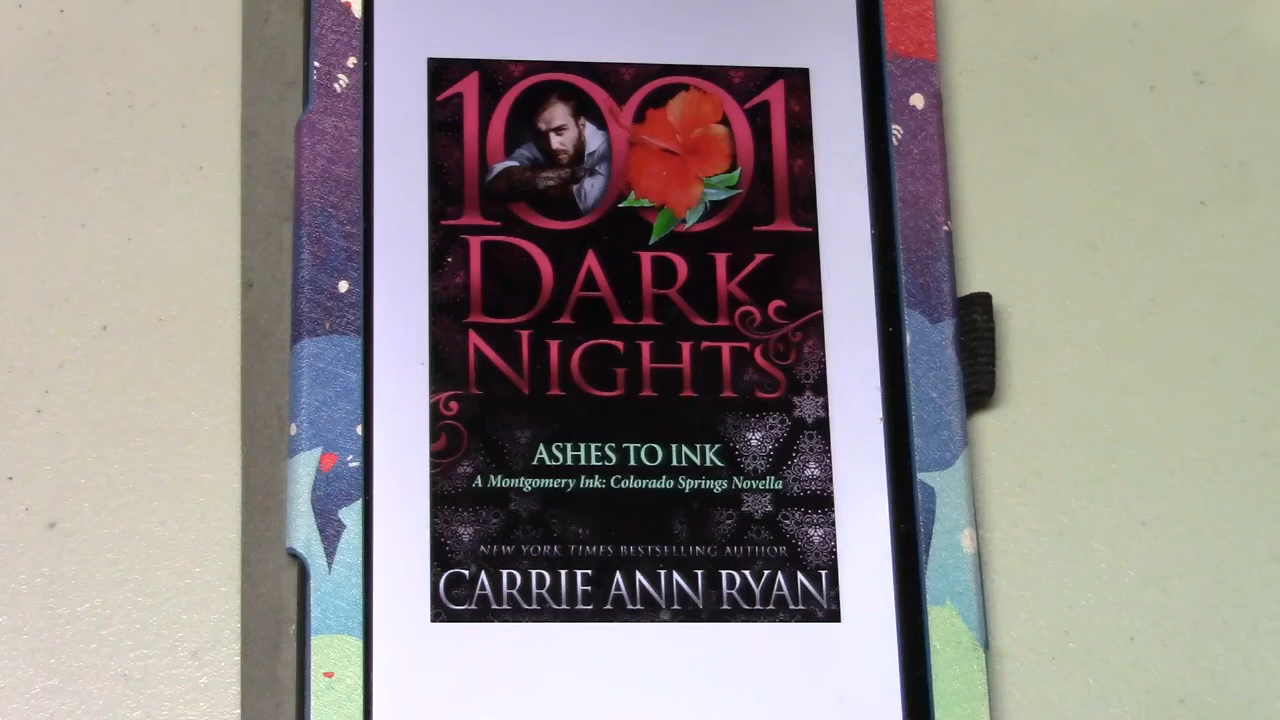 1001
DARK
NIGHTS
ASHES TO INK
A Montgomery Ink: Colorado Springs Novella
NEW YORK TIMES BESTSELLING AUTHOR
CARRIE ANN RYAN